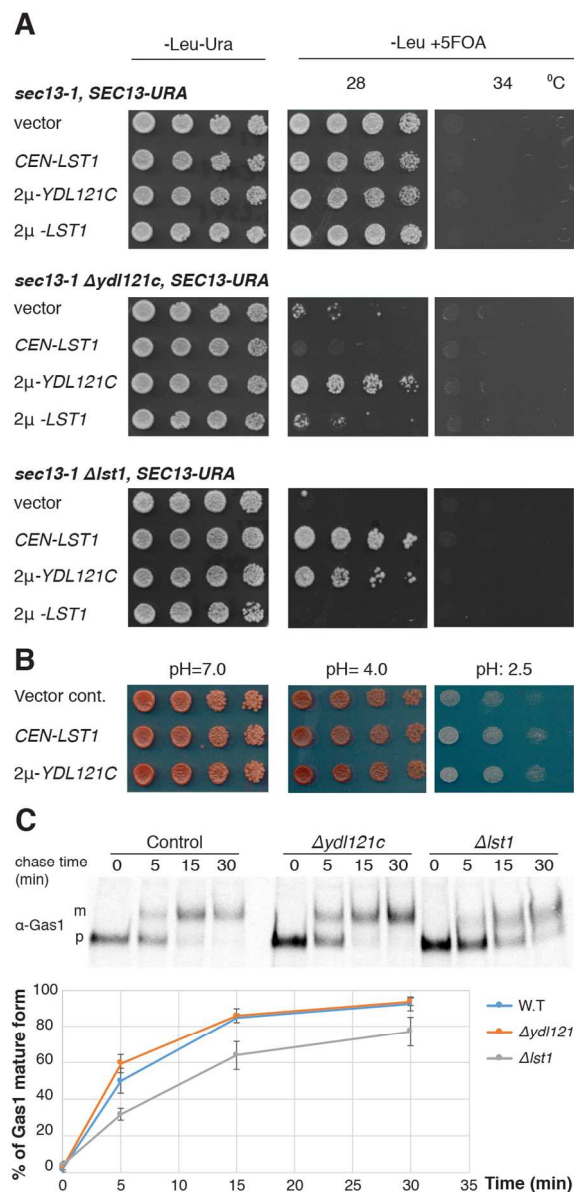 A
-Leu-Ura
-Leu +5FOA
28
34
⁰C
sec13-1, SEC13-URA
vector
CEN-LST1
2µ-YDL121C
2µ -LST1
sec13-1 Δydl121c, SEC13-URA
vector
CEN-LST1
2µ-YDL121C
2µ -LST1
sec13-1 Δlst1, SEC13-URA
vector
CEN-LST1
2µ-YDL121C
2µ -LST1
B
pH=7.0
pH= 4.0
pH: 2.5
Vector cont.
CEN-LST1
2µ-YDL121C
C
Control
Δydl121c
Δlst1
chase time
(min)
0 5 15 30
0 5 15 30
0 5 15 30
α-Gas1
m
p
% of Gas1 mature form
100
80
60
40
20
0
0 5 10 15 20 25 30 35
Time (min)
W.T
Δydl121
Δlst1